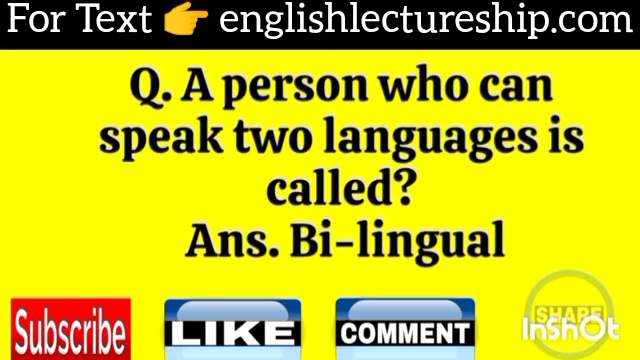 For Text 👉 englishlectureship.com
Q. A person who can
speak two languages is
called?
Ans. Bi-lingual
Subscribe
LIKE
COMMENT
SHARE
InShOt